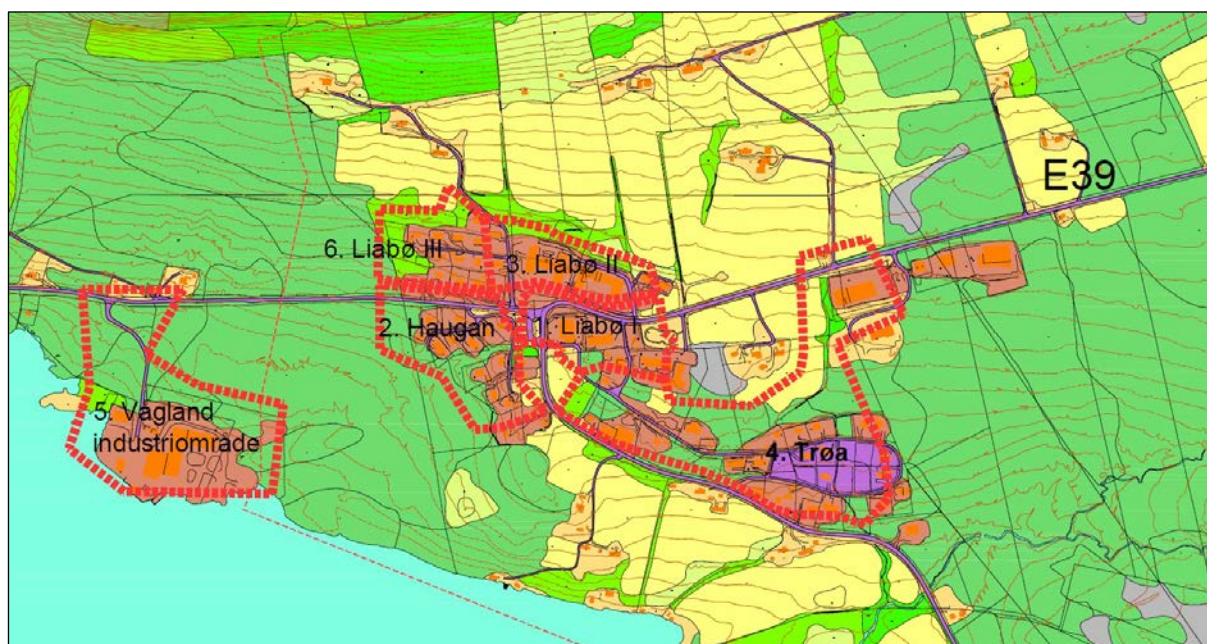 E39
6. Liabø III
3. Liabø II
2. Haugan
1. Liabø I
5. Vågland
industriområde
4. Trøa